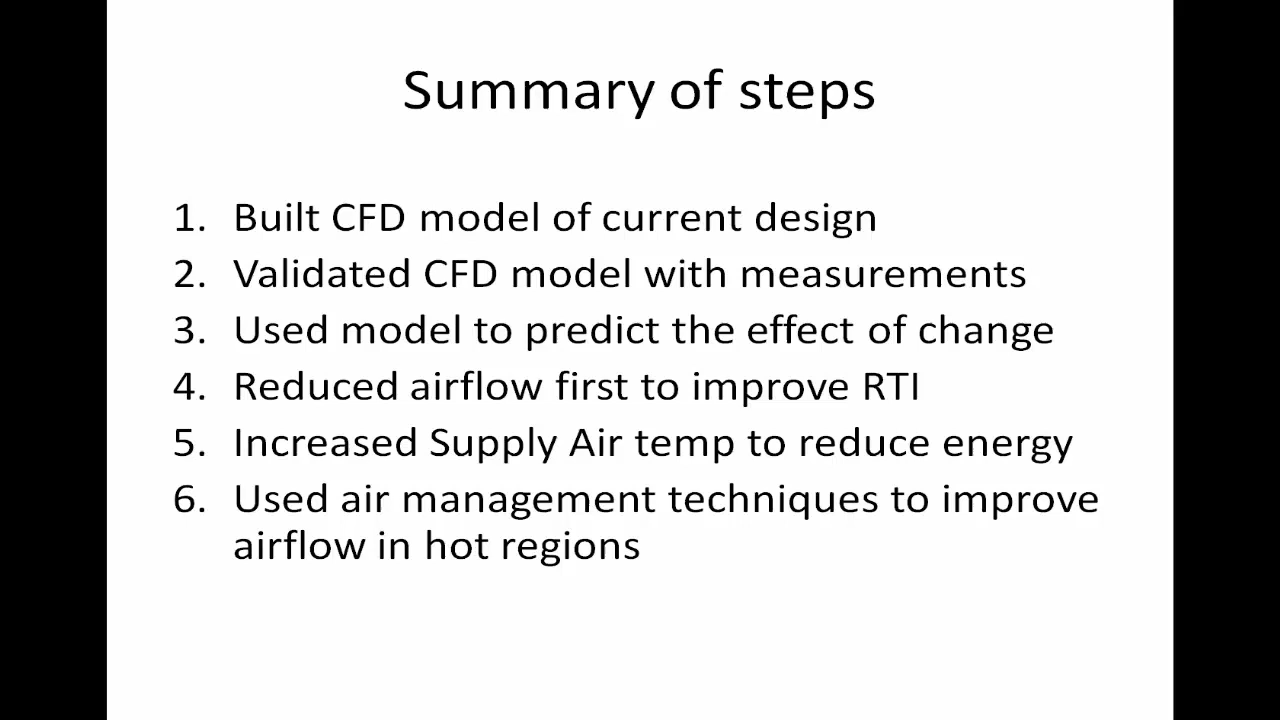 Summary of steps
1. Built CFD model of current design
2. Validated CFD model with measurements
3. Used model to predict the effect of change
4. Reduced airflow first to improve RTI
5. Increased Supply Air temp to reduce energy
6. Used air management techniques to improve
airflow in hot regions